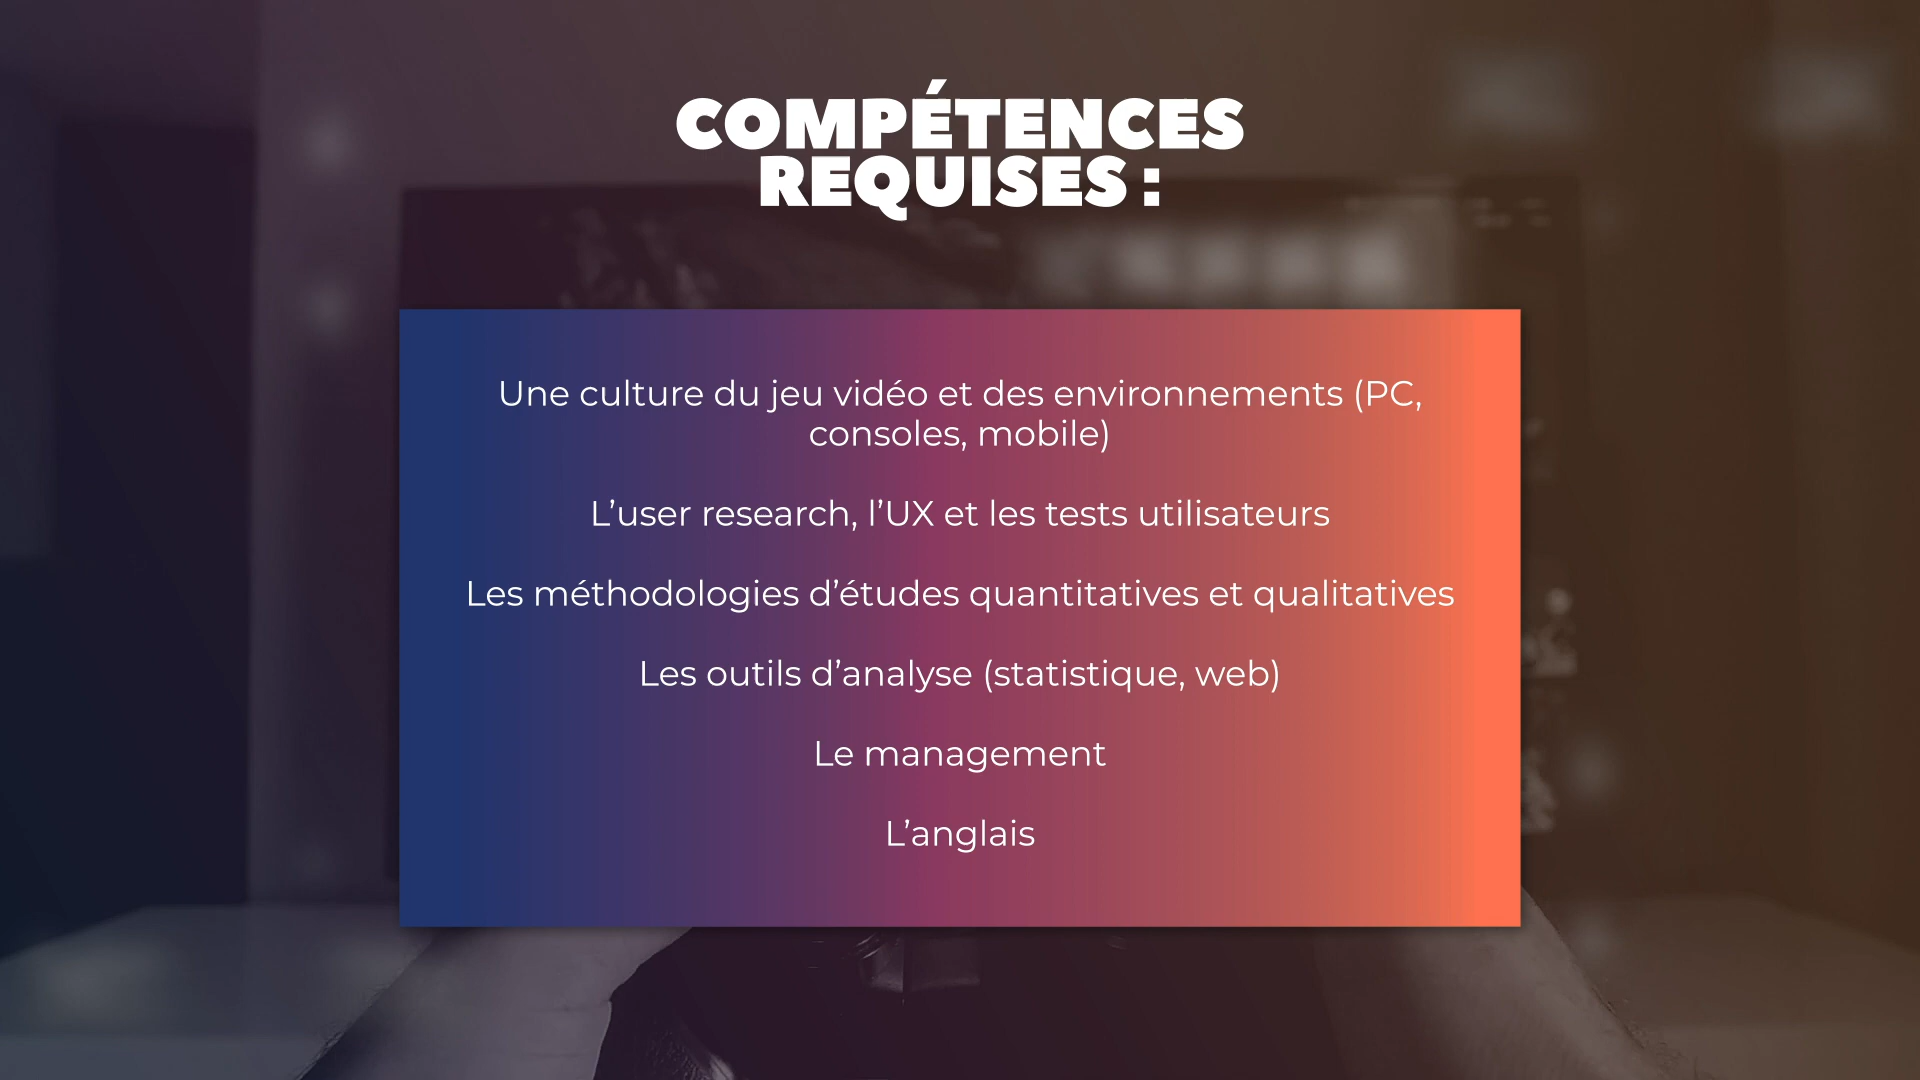 COMPÉTENCES
REQUISES :
Une culture du jeu vidéo et des environnements (PC,
consoles, mobile)
L’user research, l’UX et les tests utilisateurs
Les méthodologies d’études quantitatives et qualitatives
Les outils d’analyse (statistique, web)
Le management
L’anglais